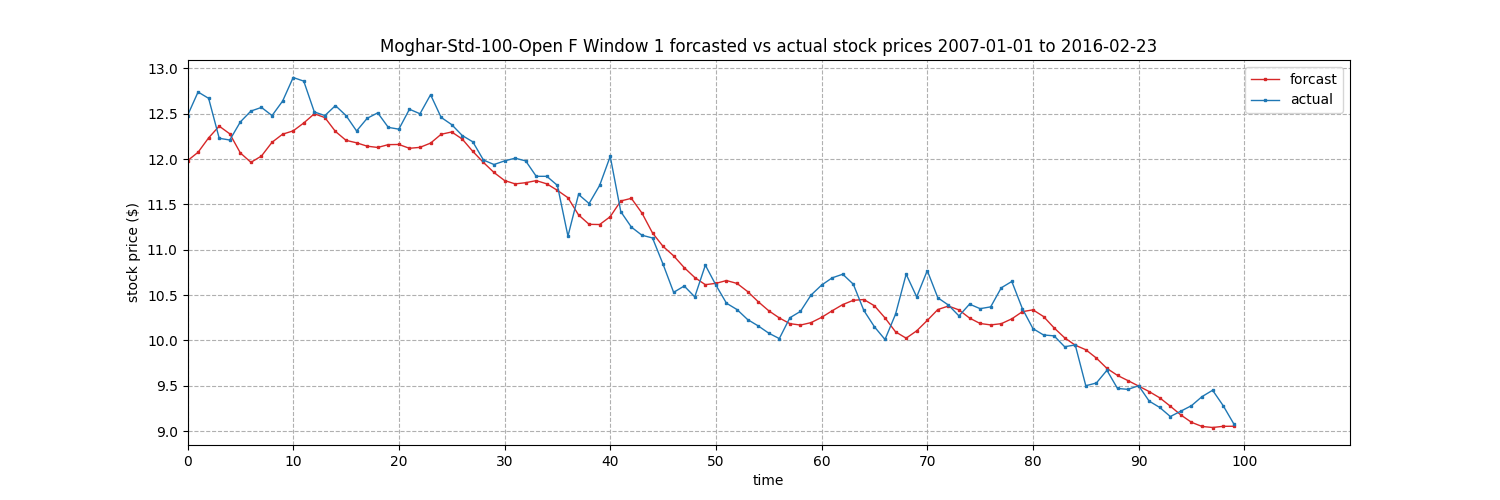 Moghar-Std-100-Open F Window 1 forcasted vs actual stock prices 2007-01-01 to 2016-02-23
forcast
actual
stock price ($)
13.0
12.5
12.0
11.5
11.0
10.5
10.0
9.5
9.0
0 10 20 30 40 50 60 70 80 90 100
time